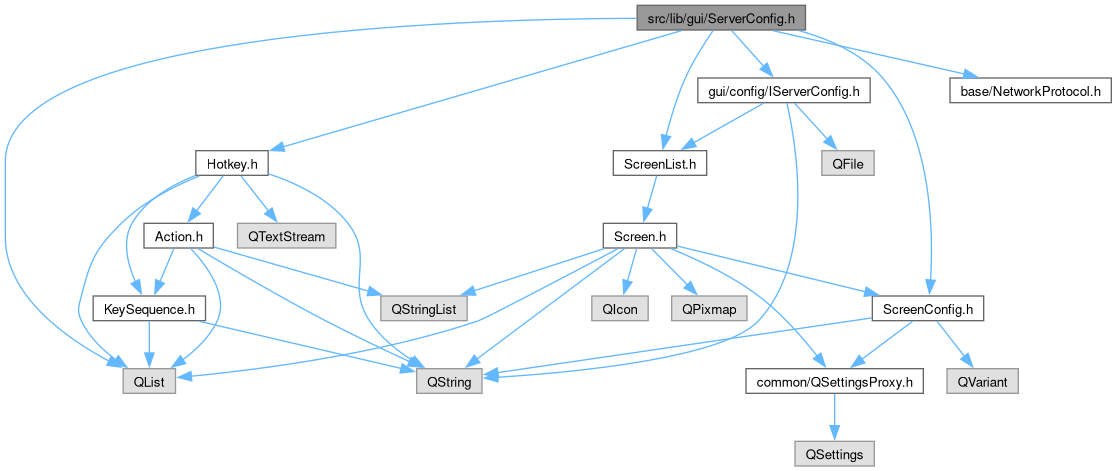 src/lib/gui/ServerConfig.h
gui/config/IServerConfig.h
base/NetworkProtocol.h
Hotkey.h
ScreenList.h
QFile
Action.h
QTextStream
Screen.h
KeySequence.h
QStringList
QIcon
QPixmap
ScreenConfig.h
QList
QString
common/QSettingsProxy.h
QVariant
QSettings